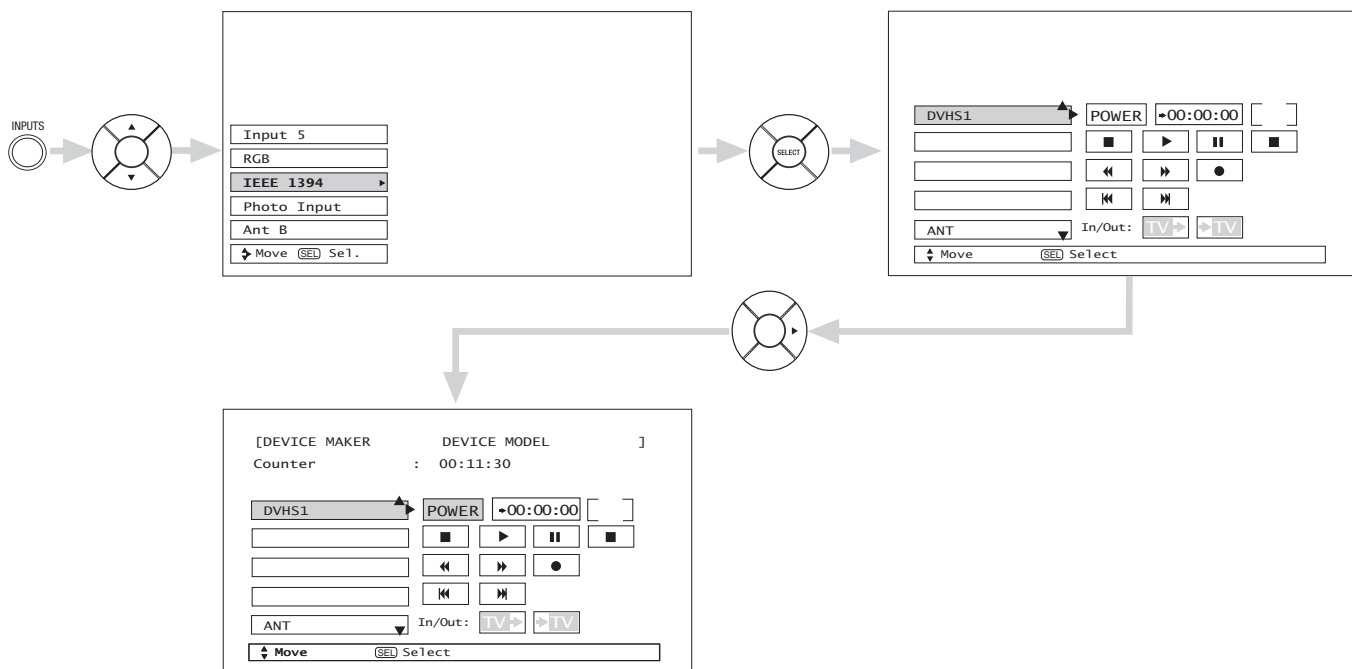 INPUTS
Input 5
RGB
IEEE 1394
Photo Input
Ant B
Move SEL Sel.
SELECT
DVHS1 POWER 00:00:00
ANT In/Out: TV TV
Move SEL Select
[DEVICE MAKER DEVICE MODEL ]
Counter : 00:11:30
DVHS1 POWER 00:00:00
ANT In/Out: TV TV
Move SEL Select